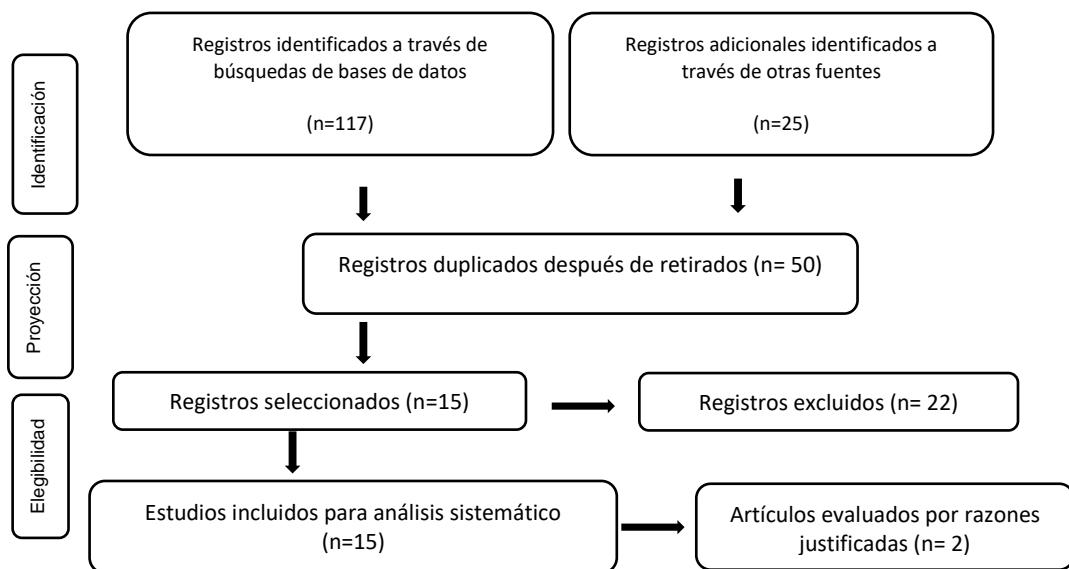 Identificación
Registros identificados a través de
búsquedas de bases de datos
(n=117)
Registros adicionales identificados a
través de otras fuentes
(n=25)
Proyección
Registros duplicados después de retirados (n= 50)
Registros seleccionados (n=15)
Registros excluidos (n= 22)
Elegibilidad
Estudios incluidos para análisis sistemático
(n=15)
Artículos evaluados por razones
justificadas (n= 2)